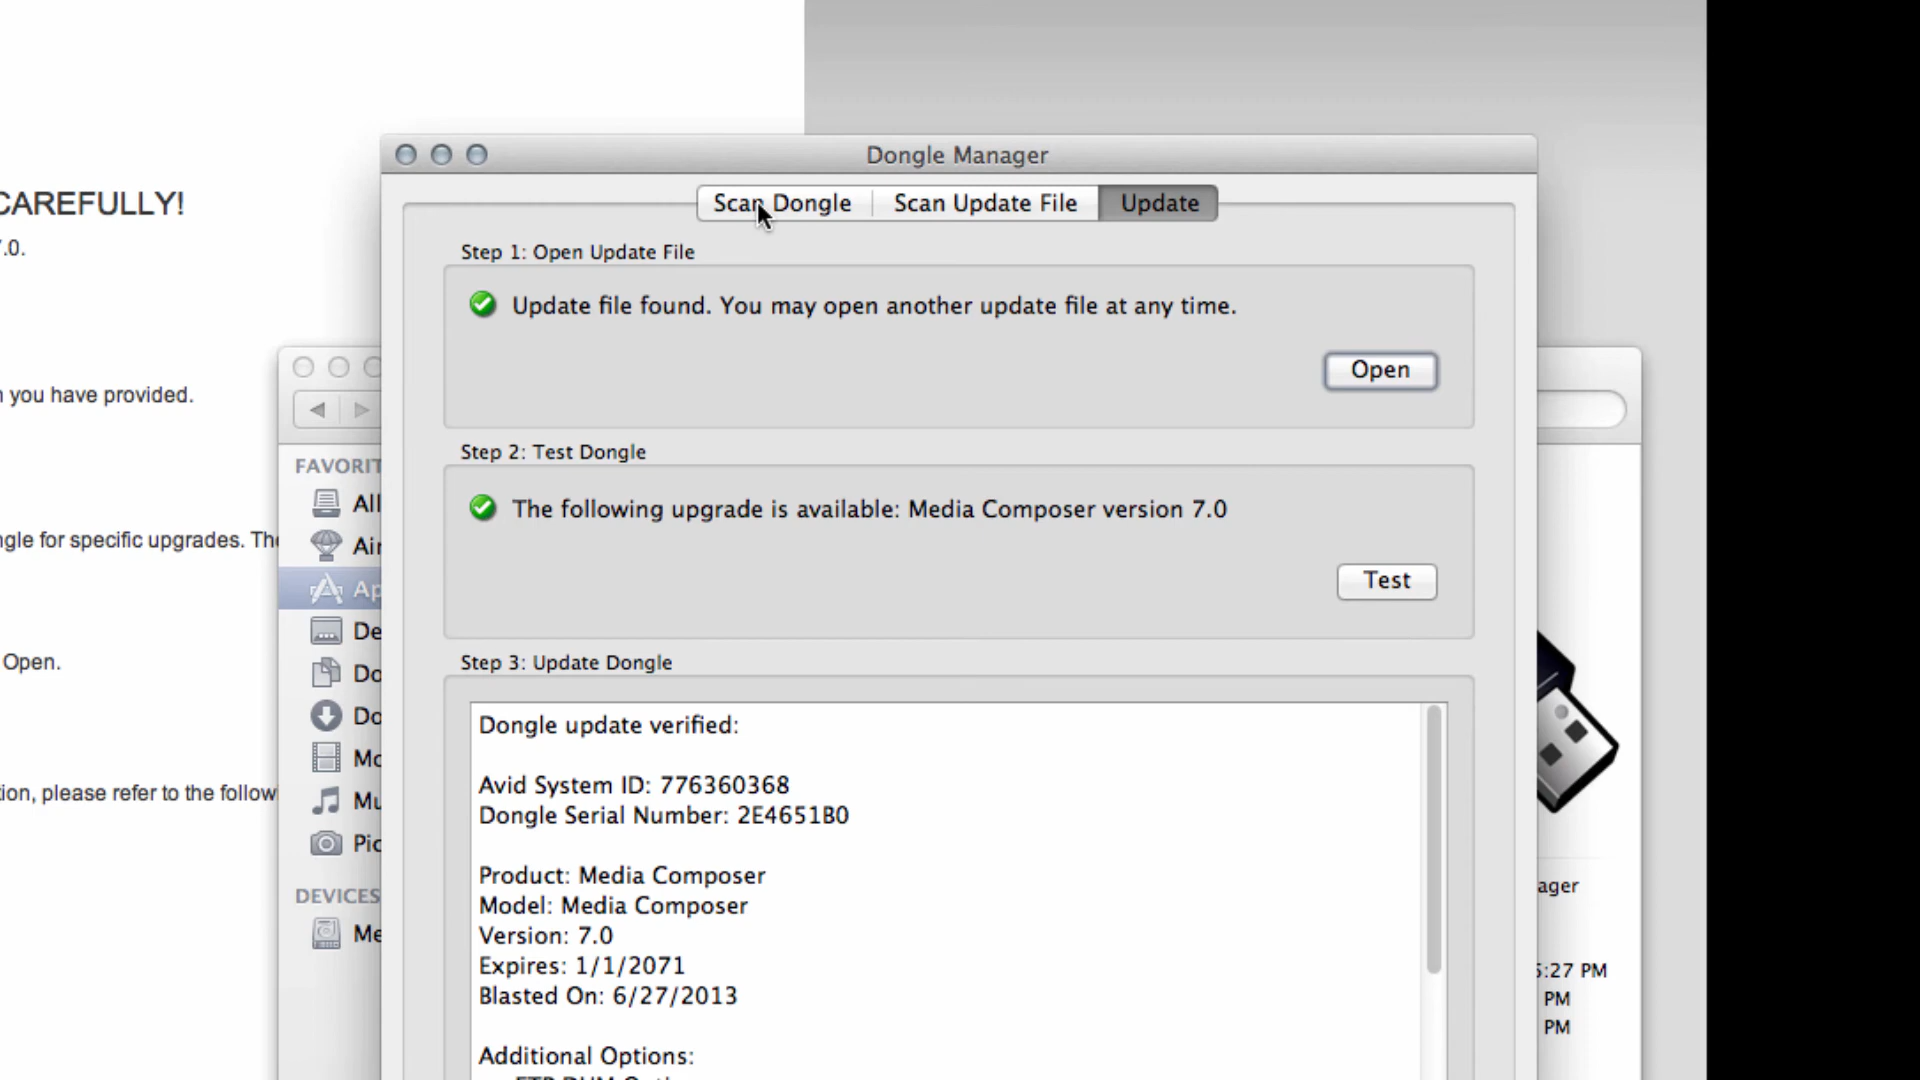 CAREFULLY!
7.0.
you have provided.
for specific upgrades.
Open.
please refer to the
FAVORIT
All
Air
Ap
De
Do
Do
Mo
Mu
Pic
DEVICES
Me
Dongle Manager
Scan Dongle
Scan Update File
Update
Step 1: Open Update File
Update file found. You may open another update file at any time.
Open
Step 2: Test Dongle
The following upgrade is available: Media Composer version 7.0
Test
Step 3: Update Dongle
Dongle update verified:
Avid System ID: 776360368
Dongle Serial Number: 2E4651B0
Product: Media Composer
Model: Media Composer
Version: 7.0
Expires: 1/1/2071
Blasted On: 6/27/2013
Additional Options:
ager
5:27 PM
PM
PM